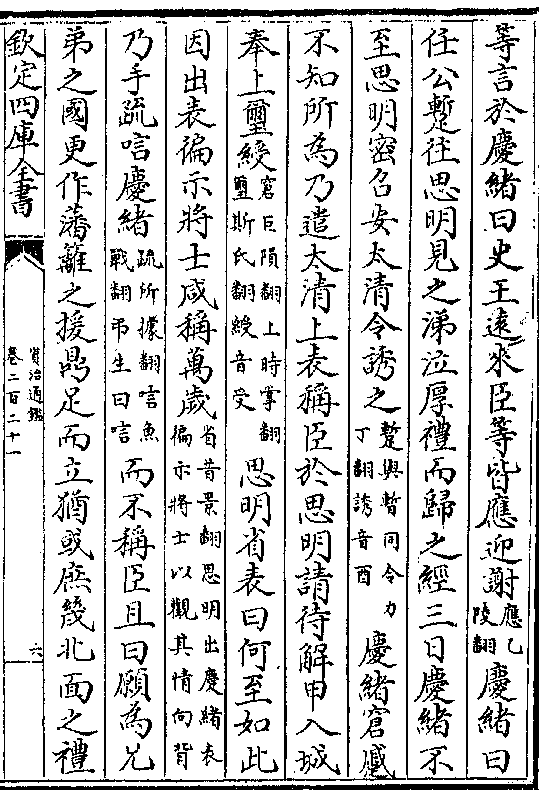 等言於慶緒曰史王遠來臣等皆應迎謝應乙陵翻慶緒曰
任公蹔往思明見之涕泣厚禮而歸之經三日慶緒不
至思明密召安太清令誘之蹔與暫同令力丁翻誘音酉慶緒窘慼
不知所為乃遣太清上表稱臣於思明請待解甲入城
奉上璽綬窘巨隕翻上時掌翻璽斯氏翻綬音受思明省表曰何至如此
因出表徧示將士咸稱萬歲省昔景翻思明出慶緒表徧示將士以觀其情向背
乃手疏唁慶緒疏所據翻唁魚戰翻弔生曰唁而不稱臣且曰願為兄
弟之國更作藩籬之援鼎足而立猶或庶幾北面之禮
欽定四庫全書
資治通鑑
卷二百二十一
六